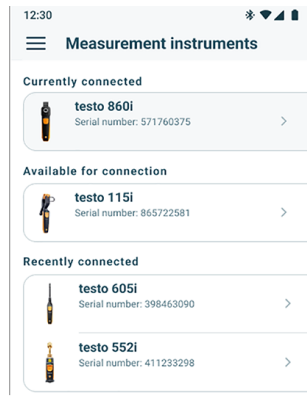 12:30
Measurement instruments
Currently connected
testo 860i
Serial number: 571760375
Available for connection
testo 115i
Serial number: 865722581
Recently connected
testo 605i
Serial number: 398463090
testo 552i
Serial number: 411233298